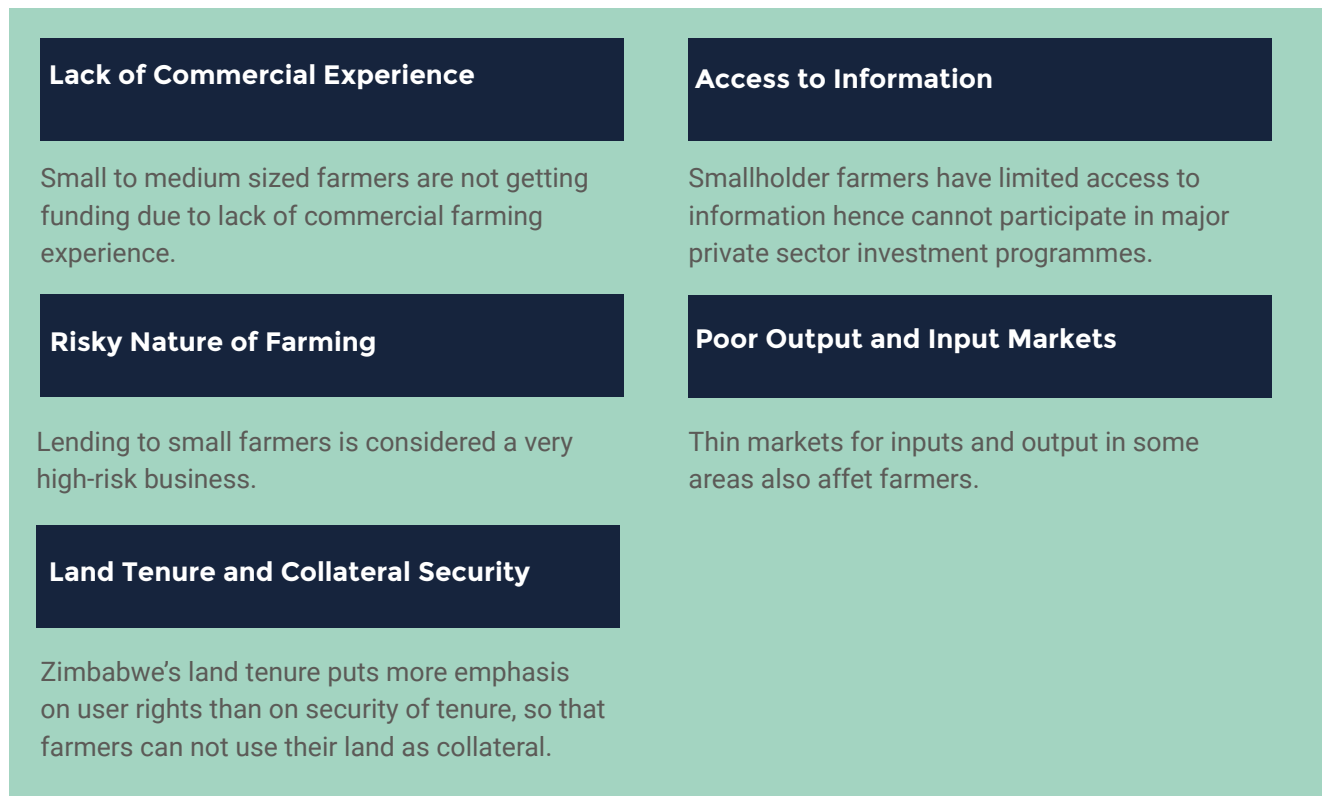 Lack of Commercial Experience
Small to medium sized farmers are not getting
funding due to lack of commercial farming
experience.
Risky Nature of Farming
Lending to small farmers is considered a very
high-risk business.
Land Tenure and Collateral Security
Zimbabwe’s land tenure puts more emphasis
on user rights than on security of tenure, so that
farmers can not use their land as collateral.
Access to Information
Smallholder farmers have limited access to
information hence cannot participate in major
private sector investment programmes.
Poor Output and Input Markets
Thin markets for inputs and output in some
areas also affet farmers.